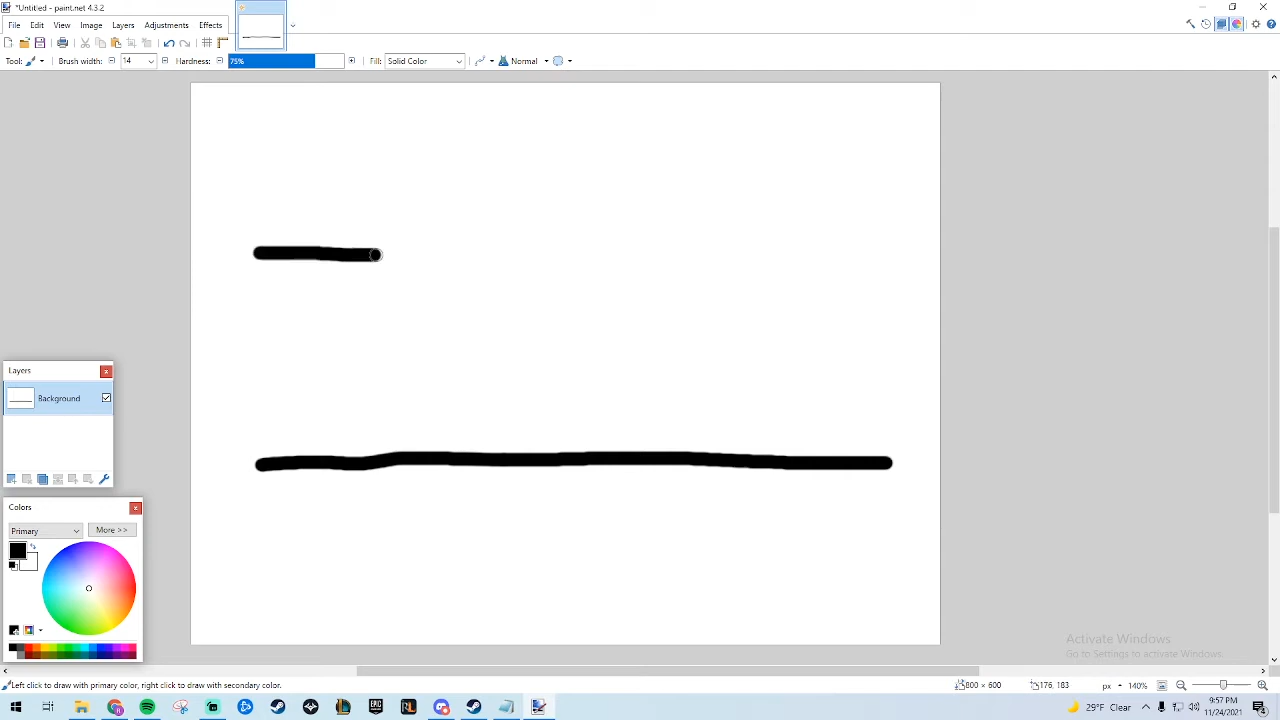 *Untitled - paint.net 4.3.2
File Edit View Image Layers Adjustments Effects
Tool: Brush width: 14 Hardness: 75% Fill: Solid Color Normal
Layers
Background
Colors
Primary More >>
Activate Windows
Go to Settings to activate Windows.
Left click to draw with primary color, right click to draw with secondary color. 800 × 600 176, 183 px 140%
EPIC
29°F Clear 9:57 PM
11/24/2021